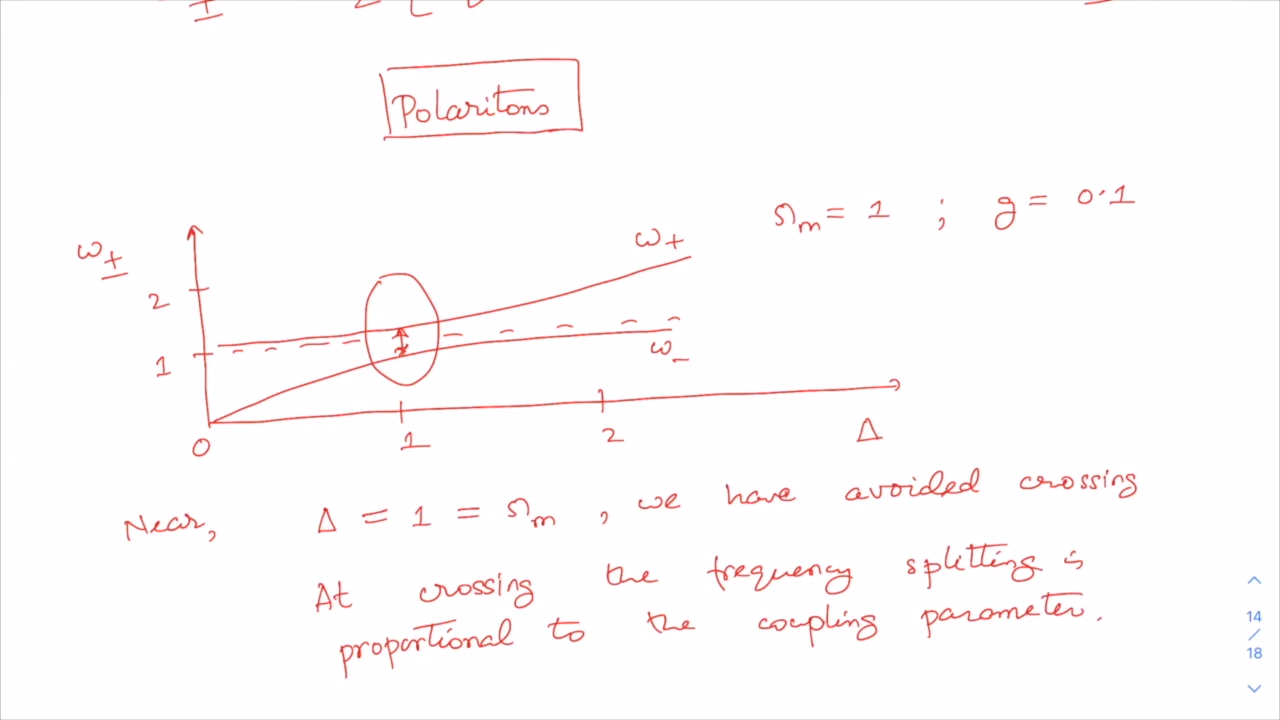 Polaritons
Ωm = 1 ; g = 0.1
ω±
ω+
2
1
ω-
0
1
2
Δ
Near, Δ = 1 = Ωm , we have avoided crossing
At crossing the frequency splitting is
proportional to the coupling parameter.
14
/
18